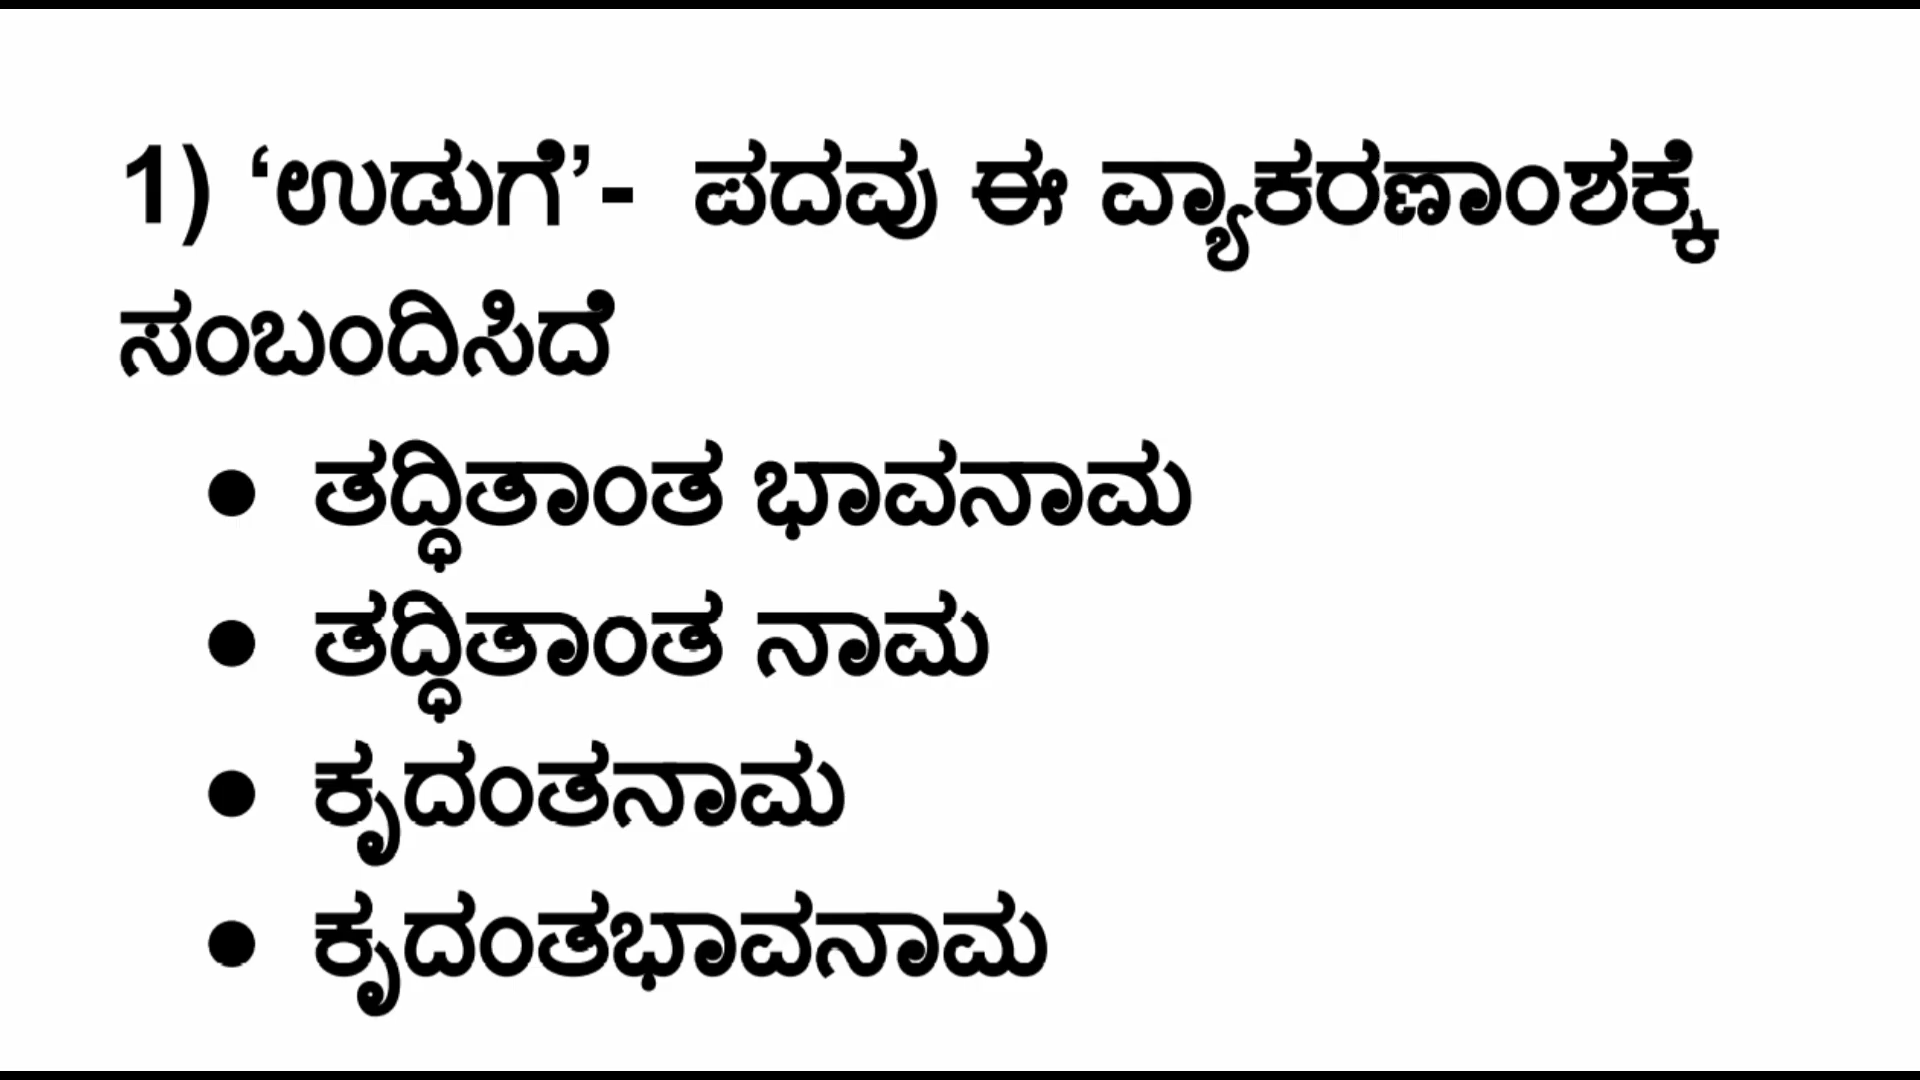 1) ‘ಉಡುಗೆ’- ಪದವು ಈ ವ್ಯಾಕರಣಾಂಶಕ್ಕೆ
ಸಂಬಂದಿಸಿದೆ
● ತದ್ಧಿತಾಂತ ಭಾವನಾಮ
● ತದ್ಧಿತಾಂತ ನಾಮ
● ಕೃದಂತನಾಮ
● ಕೃದಂತಭಾವನಾಮ